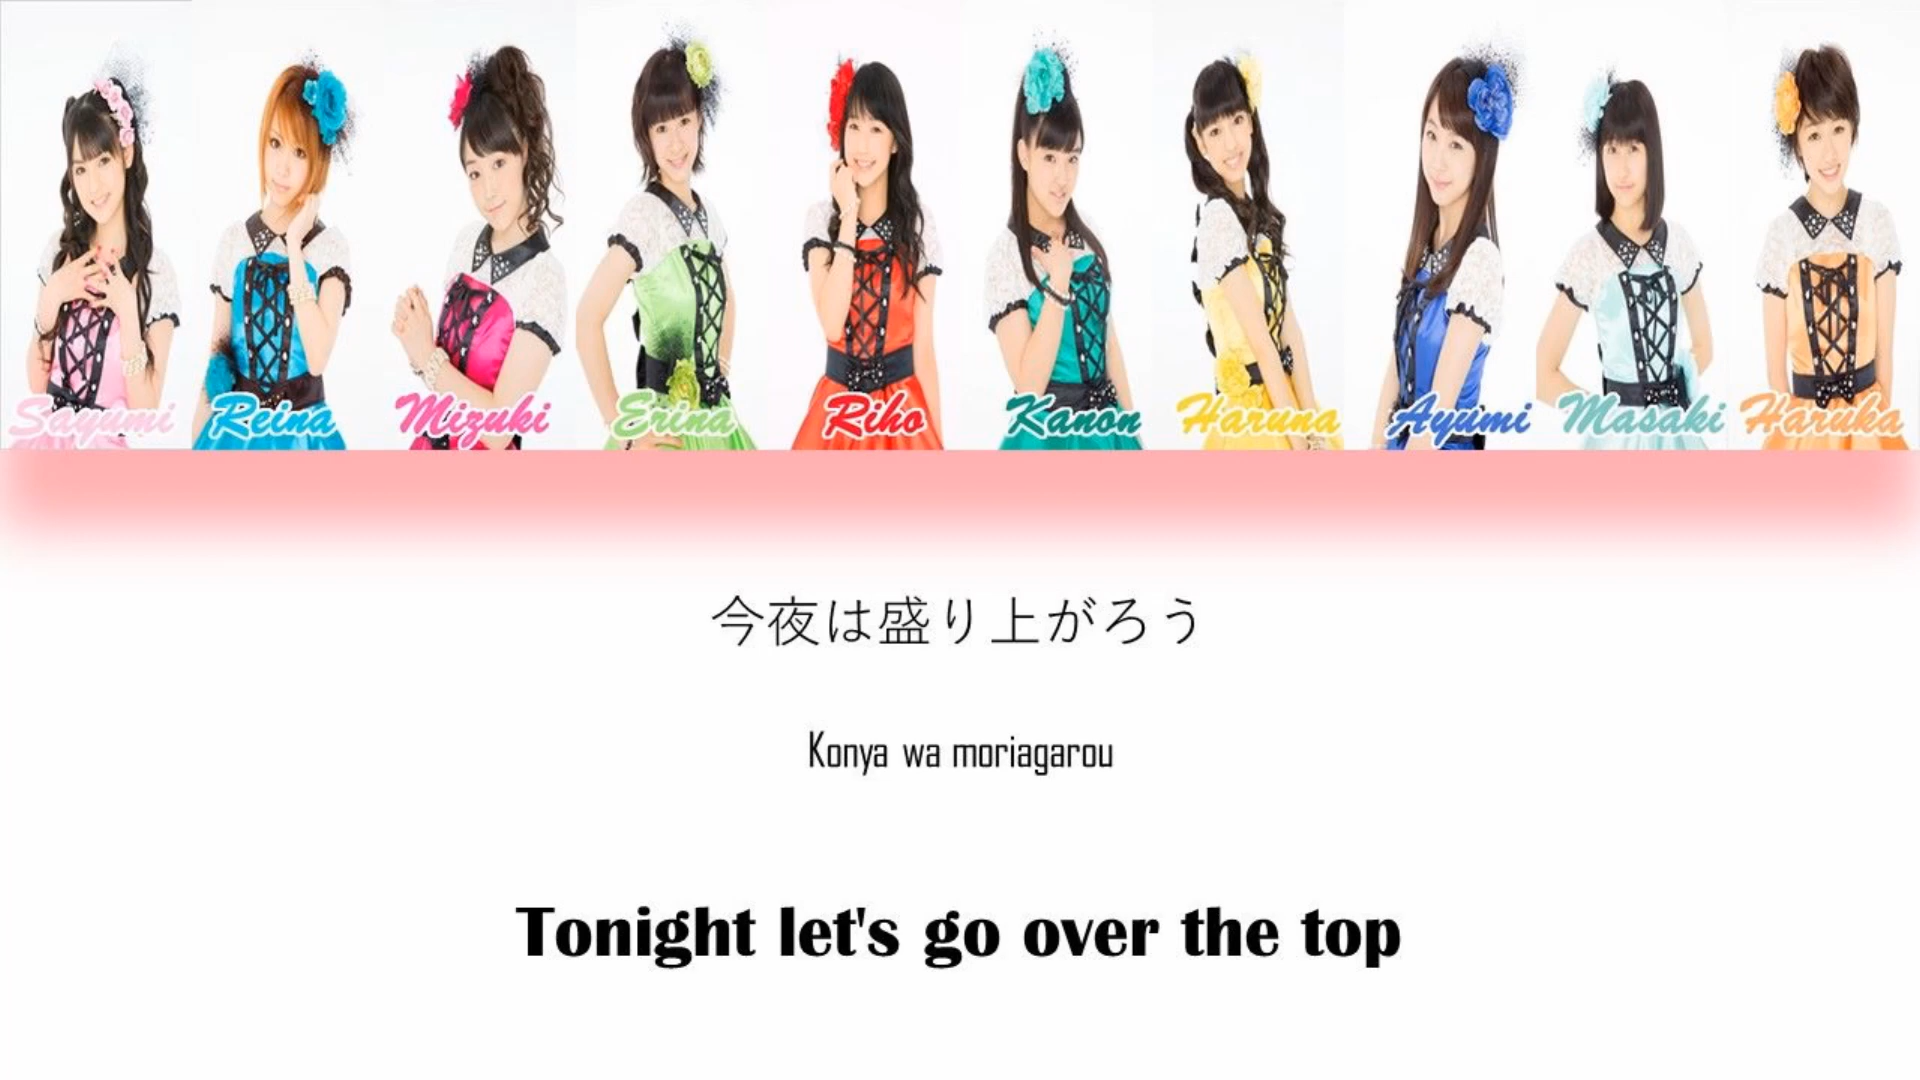 Sayumi Reina Mizuki Erina Riho Kanon Haruna Ayumi Masaki Haruka
今夜は盛り上がろう
Konya wa moriagarou
Tonight let's go over the top